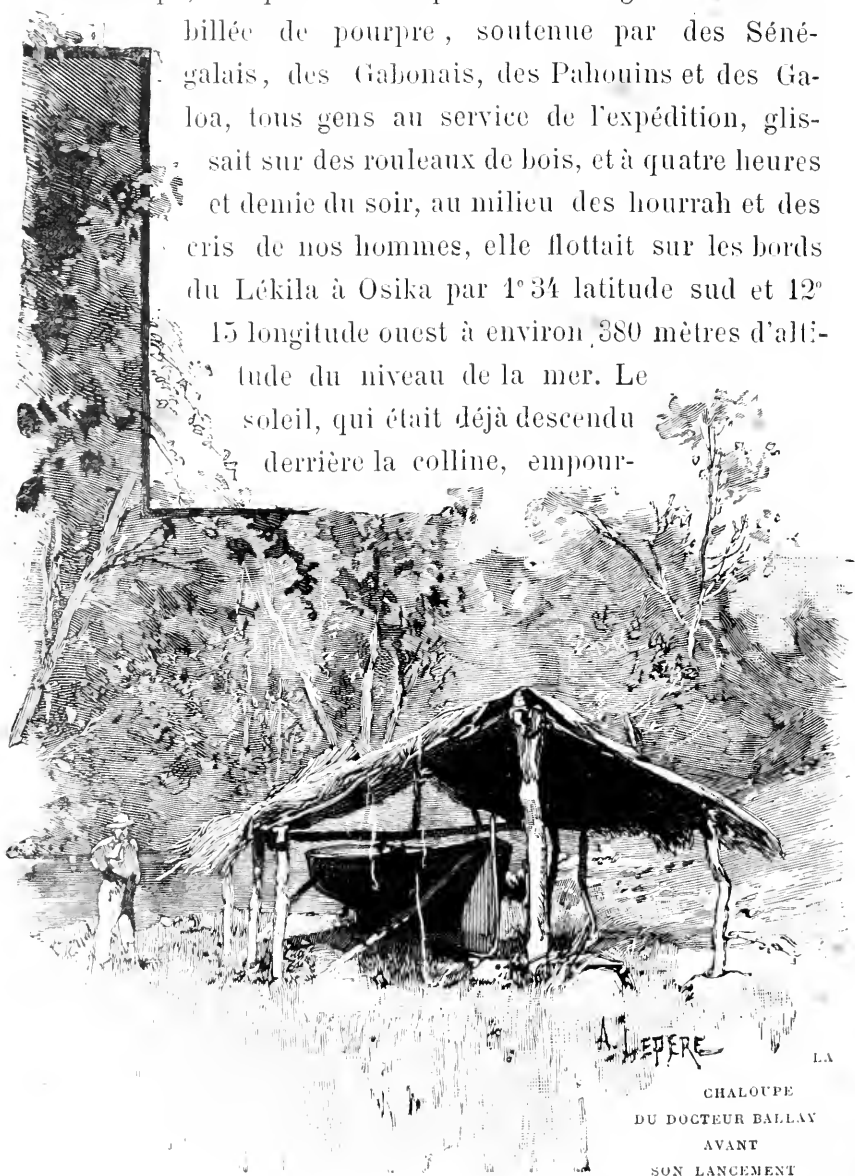 billée de pourpre, soutenue par des Séné-
galais, des Gabonais, des Pahouins et des Ga-
loa, tous gens au service de l'expédition, glis-
sait sur des rouleaux de bois, et à quatre heures
et demie du soir, au milieu des hourrah et des
cris de nos hommes, elle flottait sur les bords
du Lékila à Osika par 1° 34 latitude sud et 12°
15 longitude ouest à environ 380 mètres d'alti-
tude du niveau de la mer. Le
soleil, qui était déjà descendu
derrière la colline, empour-
A. LEPERE
LA
CHALOUPE
DU DOCTEUR BALLAY
AVANT
SON LANCEMENT